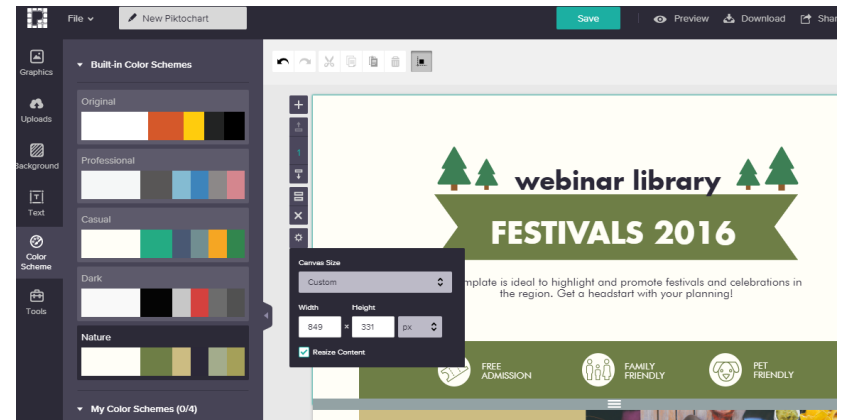 File
New Piktochart
Save
Preview
Download
Shar
Graphics
Uploads
Background
Text
Color
Scheme
Tools
Built-in Color Schemes
Original
Professional
Casual
Dark
Nature
My Color Schemes (0/4)
1
webinar library
FESTIVALS 2016
mplate is ideal to highlight and promote festivals and celebrations in
the region. Get a headstart with your planning!
Canvas Size
Custom
Width Height
849 × 331 px
Resize Content
FREE
ADMISSION
FAMILY
FRIENDLY
PET
FRIENDLY